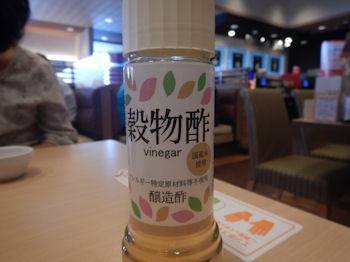 穀物酢
vinegar
国産米
使用
アレルギー特定原材料等不使用
醸造酢